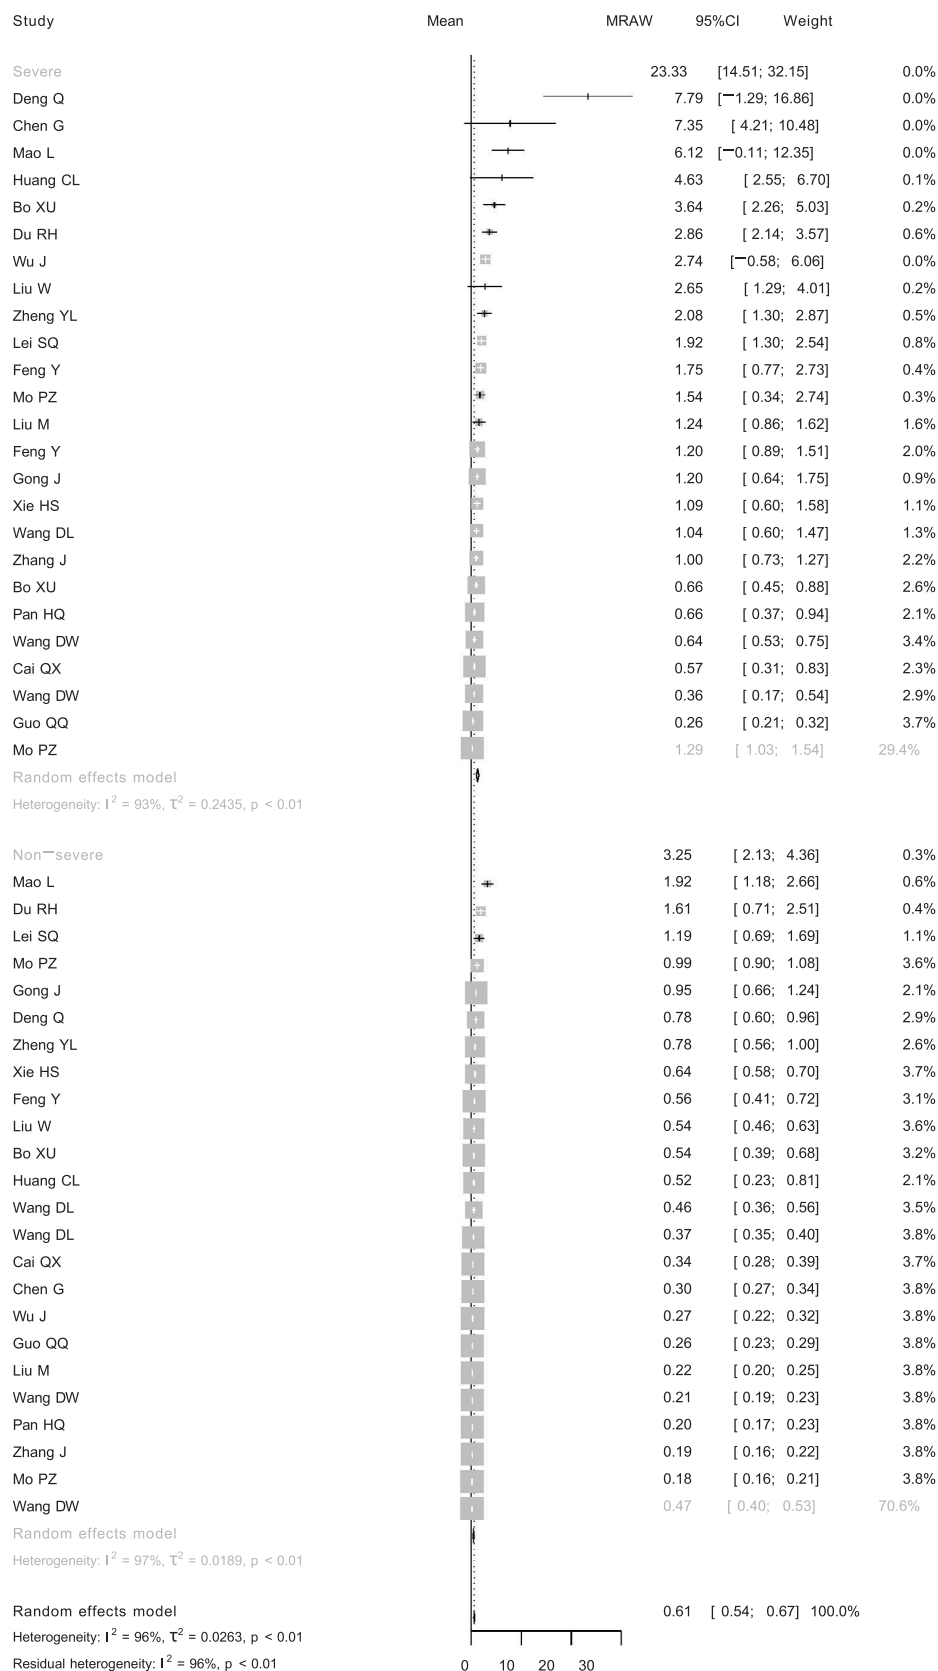 Study Mean MRAW 95%CI Weight
Severe 23.33 [14.51; 32.15] 0.0%
Deng Q 7.79 [−1.29; 16.86] 0.0%
Chen G 7.35 [ 4.21; 10.48] 0.0%
Mao L 6.12 [−0.11; 12.35] 0.0%
Huang CL 4.63 [ 2.55; 6.70] 0.1%
Bo XU 3.64 [ 2.26; 5.03] 0.2%
Du RH 2.86 [ 2.14; 3.57] 0.6%
Wu J 2.74 [−0.58; 6.06] 0.0%
Liu W 2.65 [ 1.29; 4.01] 0.2%
Zheng YL 2.08 [ 1.30; 2.87] 0.5%
Lei SQ 1.92 [ 1.30; 2.54] 0.8%
Feng Y 1.75 [ 0.77; 2.73] 0.4%
Mo PZ 1.54 [ 0.34; 2.74] 0.3%
Liu M 1.24 [ 0.86; 1.62] 1.6%
Feng Y 1.20 [ 0.89; 1.51] 2.0%
Gong J 1.20 [ 0.64; 1.75] 0.9%
Xie HS 1.09 [ 0.60; 1.58] 1.1%
Wang DL 1.04 [ 0.60; 1.47] 1.3%
Zhang J 1.00 [ 0.73; 1.27] 2.2%
Bo XU 0.66 [ 0.45; 0.88] 2.6%
Pan HQ 0.66 [ 0.37; 0.94] 2.1%
Wang DW 0.64 [ 0.53; 0.75] 3.4%
Cai QX 0.57 [ 0.31; 0.83] 2.3%
Wang DW 0.36 [ 0.17; 0.54] 2.9%
Guo QQ 0.26 [ 0.21; 0.32] 3.7%
Mo PZ 1.29 [ 1.03; 1.54] 29.4%
Random effects model
Heterogeneity: I² = 93%, τ² = 0.2435, p < 0.01
Non−severe 3.25 [ 2.13; 4.36] 0.3%
Mao L 1.92 [ 1.18; 2.66] 0.6%
Du RH 1.61 [ 0.71; 2.51] 0.4%
Lei SQ 1.19 [ 0.69; 1.69] 1.1%
Mo PZ 0.99 [ 0.90; 1.08] 3.6%
Gong J 0.95 [ 0.66; 1.24] 2.1%
Deng Q 0.78 [ 0.60; 0.96] 2.9%
Zheng YL 0.78 [ 0.56; 1.00] 2.6%
Xie HS 0.64 [ 0.58; 0.70] 3.7%
Feng Y 0.56 [ 0.41; 0.72] 3.1%
Liu W 0.54 [ 0.46; 0.63] 3.6%
Bo XU 0.54 [ 0.39; 0.68] 3.2%
Huang CL 0.52 [ 0.23; 0.81] 2.1%
Wang DL 0.46 [ 0.36; 0.56] 3.5%
Wang DL 0.37 [ 0.35; 0.40] 3.8%
Cai QX 0.34 [ 0.28; 0.39] 3.7%
Chen G 0.30 [ 0.27; 0.34] 3.8%
Wu J 0.27 [ 0.22; 0.32] 3.8%
Guo QQ 0.26 [ 0.23; 0.29] 3.8%
Liu M 0.22 [ 0.20; 0.25] 3.8%
Wang DW 0.21 [ 0.19; 0.23] 3.8%
Pan HQ 0.20 [ 0.17; 0.23] 3.8%
Zhang J 0.19 [ 0.16; 0.22] 3.8%
Mo PZ 0.18 [ 0.16; 0.21] 3.8%
Wang DW 0.47 [ 0.40; 0.53] 70.6%
Random effects model
Heterogeneity: I² = 97%, τ² = 0.0189, p < 0.01
Random effects model 0.61 [ 0.54; 0.67] 100.0%
Heterogeneity: I² = 96%, τ² = 0.0263, p < 0.01
Residual heterogeneity: I² = 96%, p < 0.01
0 10 20 30